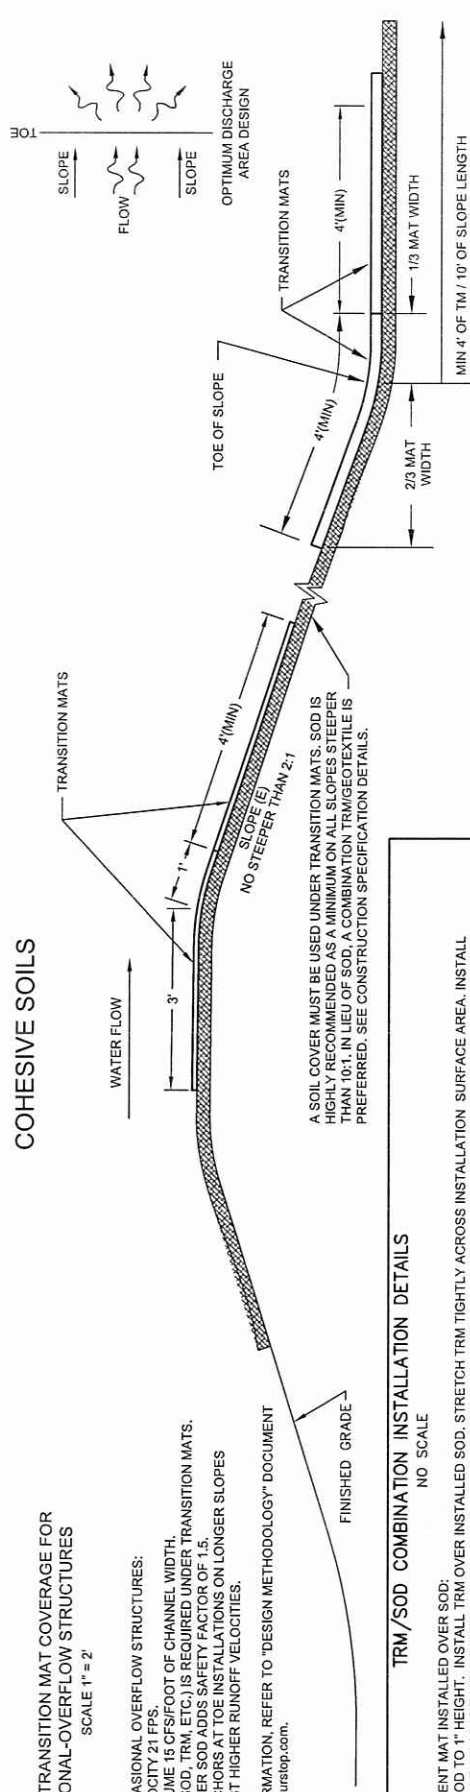 COHESIVE SOILS
TRANSITION MAT COVERAGE FOR
ONAL-OVERFLOW STRUCTURES
SCALE 1" = 2'
ASIONAL OVERFLOW STRUCTURES:
OCITY 21 FPS.
UME 15 CFS/FOOT OF CHANNEL WIDTH.
SOD, TRM, ETC.) IS REQUIRED UNDER TRANSITION MATS.
ER SOD ADDS SAFETY FACTOR OF 1.5.
HORS AT TOE INSTALLATIONS ON LONGER SLOPES
T HIGHER RUNOFF VELOCITIES.
RMATION, REFER TO "DESIGN METHODOLOGY" DOCUMENT
urstop.com.
FINISHED GRADE
WATER FLOW
TRANSITION MATS
3'
1'
4'(MIN)
SLOPE (E)
NO STEEPER THAN 2:1
A SOIL COVER MUST BE USED UNDER TRANSITION MATS. SOD IS
HIGHLY RECOMMENDED AS A MINIMUM ON ALL SLOPES STEEPER
THAN 10:1. IN LIEU OF SOD, A COMBINATION TRM/GEOTEXTILE IS
PREFERRED. SEE CONSTRUCTION SPECIFICATION DETAILS.
TOE OF SLOPE
TRANSITION MATS
4'(MIN)
4'(MIN)
2/3 MAT
WIDTH
1/3 MAT WIDTH
MIN 4' OF TM / 10' OF SLOPE LENGTH
TOE
SLOPE
FLOW
SLOPE
OPTIMUM DISCHARGE
AREA DESIGN
TRM/SOD COMBINATION INSTALLATION DETAILS
NO SCALE
ENT MAT INSTALLED OVER SOD:
OD TO 1" HEIGHT. INSTALL TRM OVER INSTALLED SOD. STRETCH TRM TIGHTLY ACROSS INSTALLATION SURFACE AREA. INSTALL